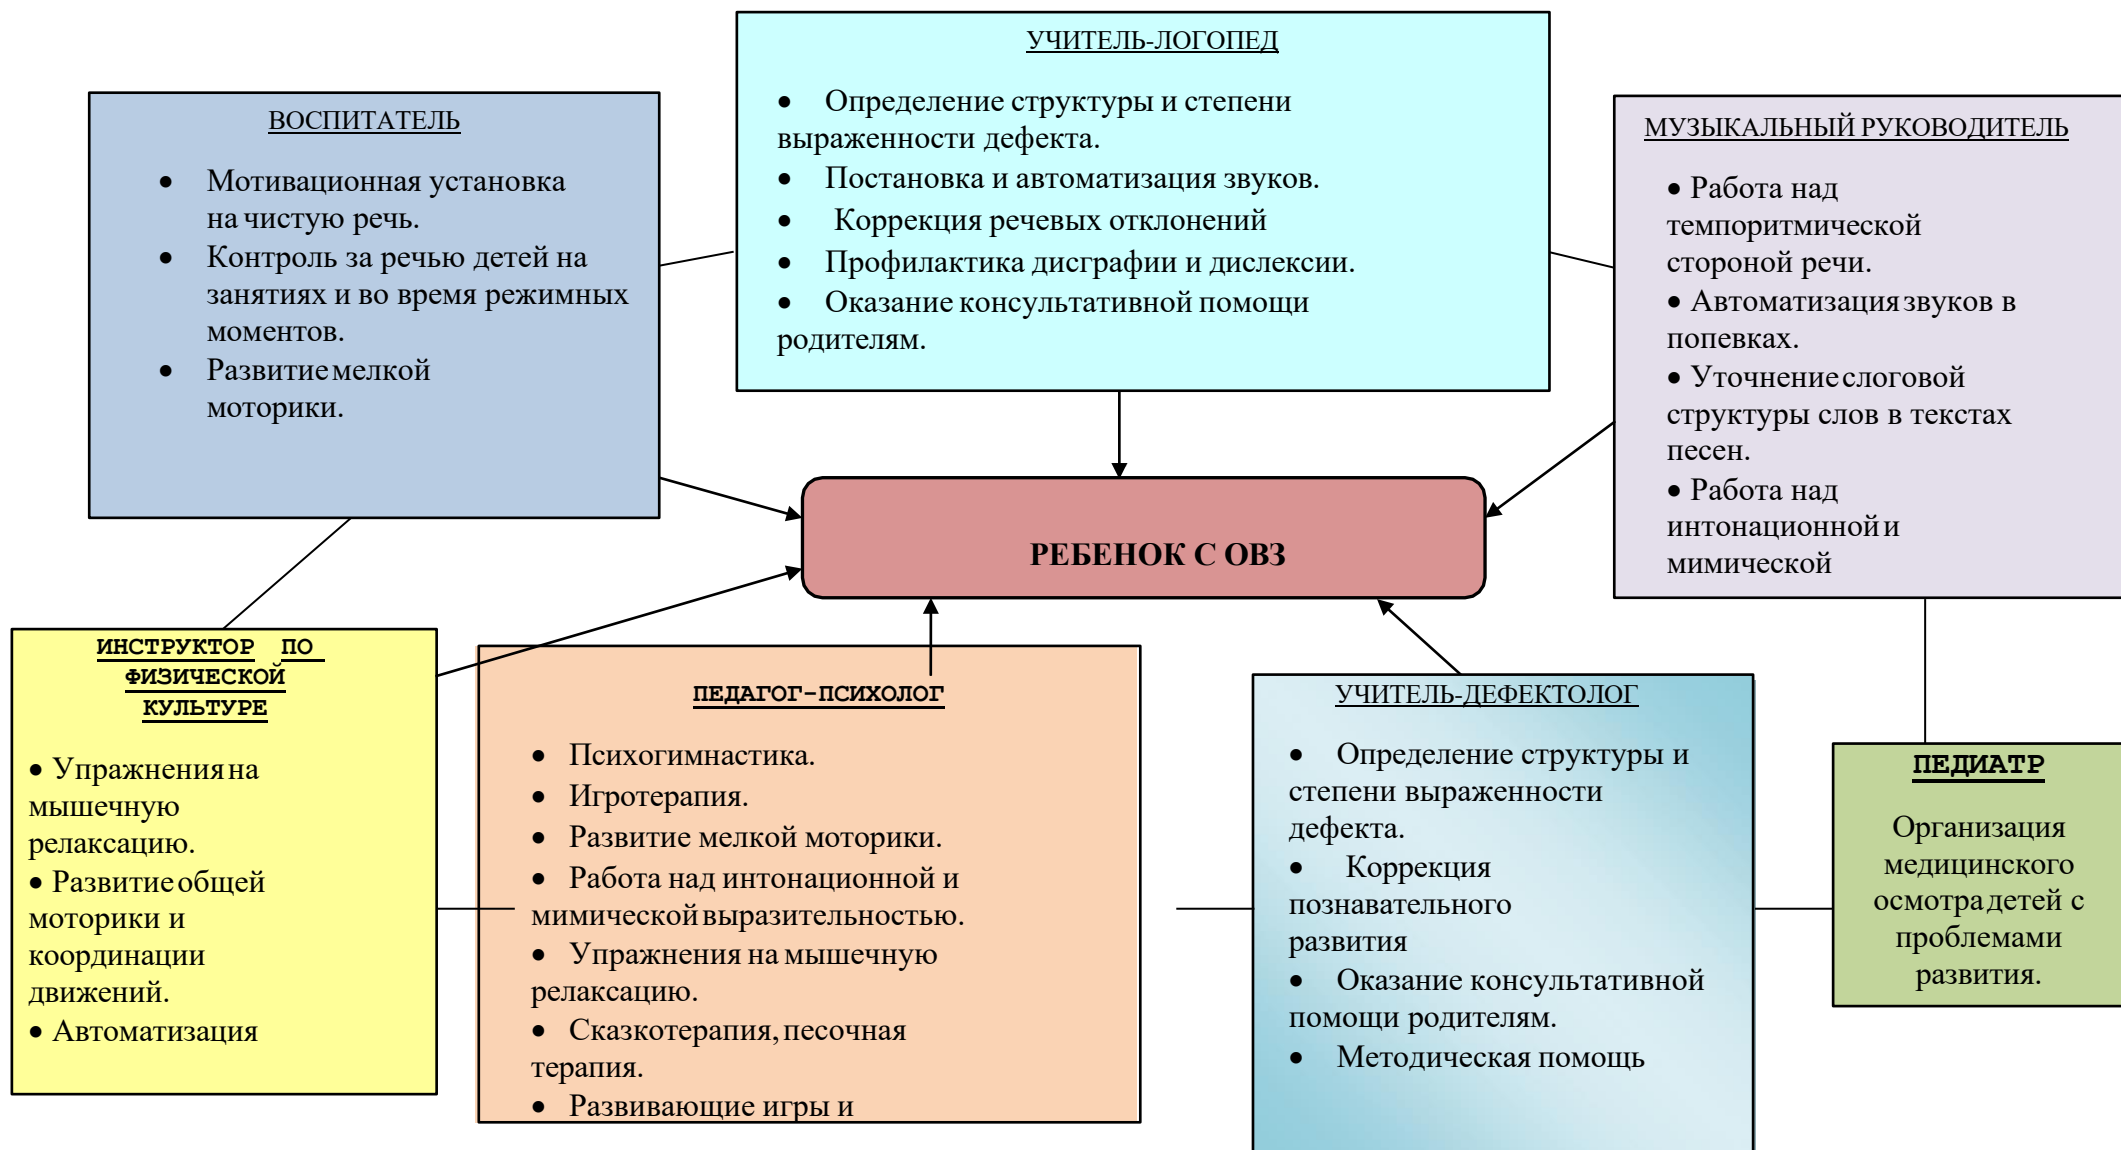 УЧИТЕЛЬ-ЛОГОПЕД
• Определение структуры и степени
выраженности дефекта.
• Постановка и автоматизация звуков.
• Коррекция речевых отклонений
• Профилактика дисграфии и дислексии.
• Оказание консультативной помощи
родителям.
ВОСПИТАТЕЛЬ
• Мотивационная установка
на чистую речь.
• Контроль за речью детей на
занятиях и во время режимных
моментов.
• Развитие мелкой
моторики.
МУЗЫКАЛЬНЫЙ РУКОВОДИТЕЛЬ
• Работа над
темпоритмической
стороной речи.
• Автоматизация звуков в
попевках.
• Уточнение слоговой
структуры слов в текстах
песен.
• Работа над
интонационной и
мимической
РЕБЕНОК С ОВЗ
ИНСТРУКТОР ПО
ФИЗИЧЕСКОЙ
КУЛЬТУРЕ
• Упражнения на
мышечную
релаксацию.
• Развитие общей
моторики и
координации
движений.
• Автоматизация
ПЕДАГОГ-ПСИХОЛОГ
• Психогимнастика.
• Игротерапия.
• Развитие мелкой моторики.
• Работа над интонационной и
мимической выразительностью.
• Упражнения на мышечную
релаксацию.
• Сказкотерапия, песочная
терапия.
• Развивающие игры и
УЧИТЕЛЬ-ДЕФЕКТОЛОГ
• Определение структуры и
степени выраженности
дефекта.
• Коррекция
познавательного
развития
• Оказание консультативной
помощи родителям.
• Методическая помощь
ПЕДИАТР
Организация
медицинского
осмотра детей с
проблемами
развития.